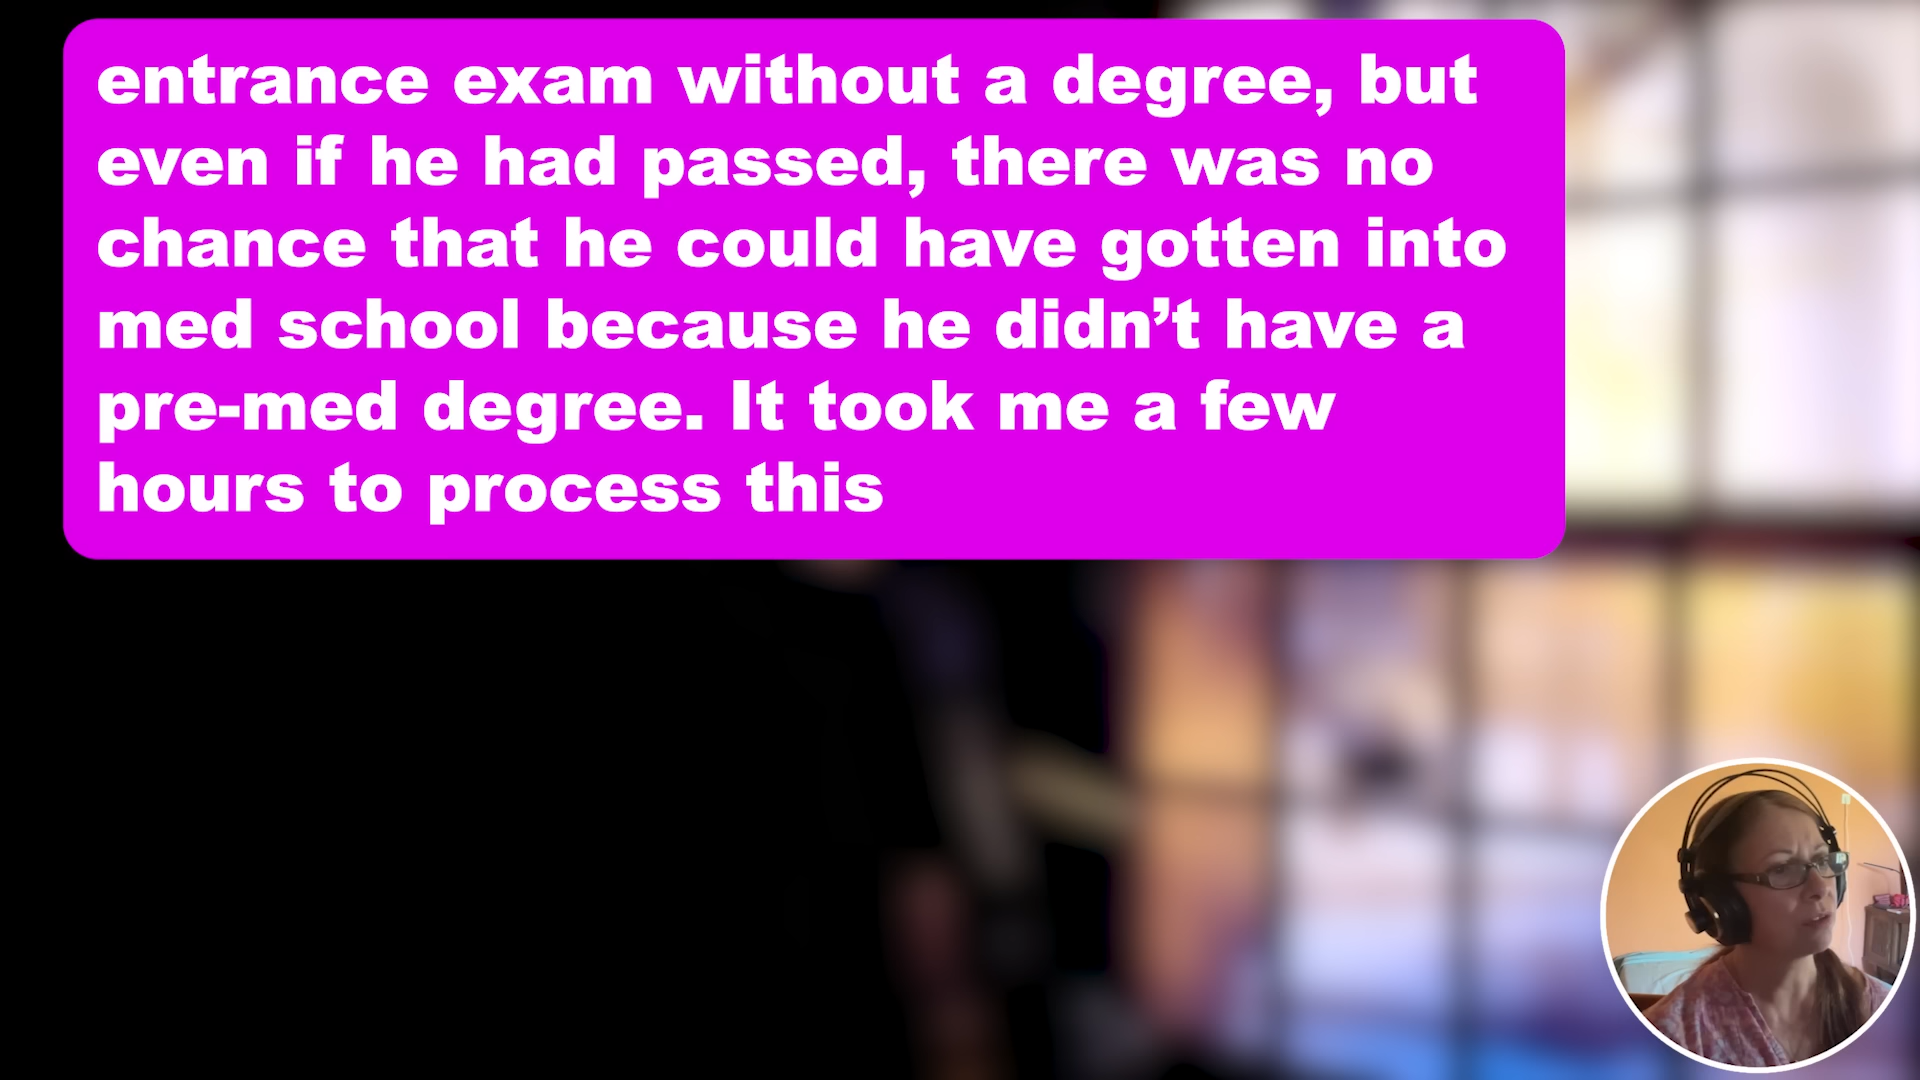 entrance exam without a degree, but
even if he had passed, there was no
chance that he could have gotten into
med school because he didn’t have a
pre-med degree. It took me a few
hours to process this